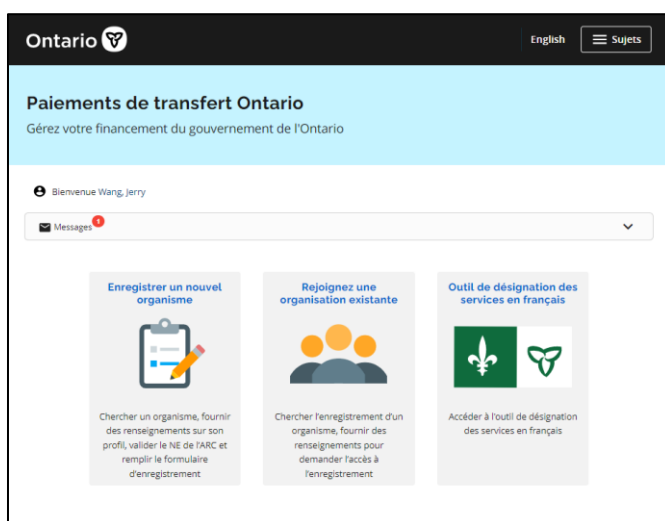 Ontario
English
Sujets
Paiements de transfert Ontario
Gérez votre financement du gouvernement de l'Ontario
Bienvenue Wang, Jerry
Messages 1
Enregistrer un nouvel
organisme
Chercher un organisme, fournir
des renseignements sur son
profil, valider le NE de l'ARC et
remplir le formulaire
d'enregistrement
Rejoignez une
organisation existante
Chercher l'enregistrement d'un
organisme, fournir des
renseignements pour
demander l'accès à
l'enregistrement
Outil de désignation des
services en français
Accéder à l'outil de désignation
des services en français